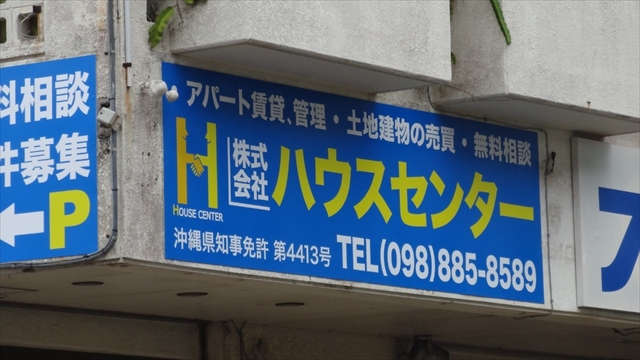 料相談
件募集
←P
アパート賃貸、管理・土地建物の売買・無料相談
H
HOUSE CENTER
株式会社
ハウスセンター
沖縄県知事免許 第4413号
TEL(098)885-8589